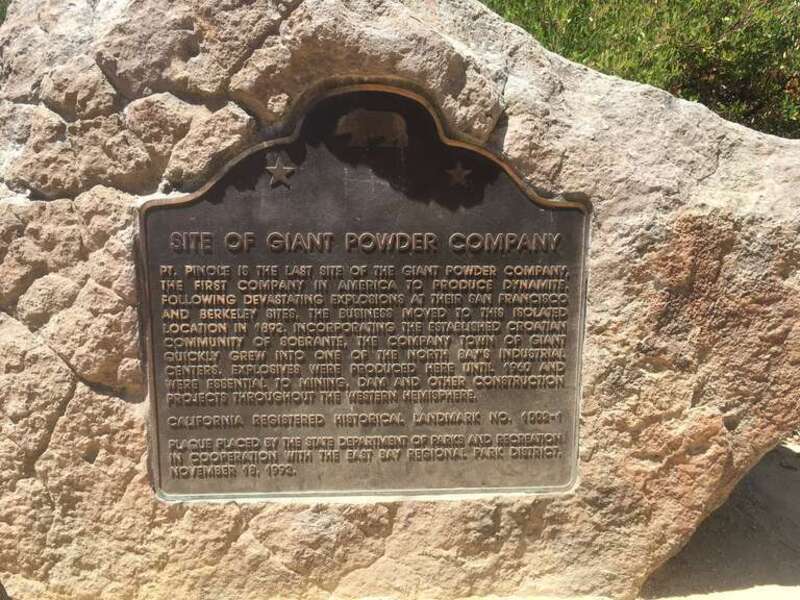 SITE OF GIANT POWDER COMPANY
PT. PINOLE IS THE LAST SITE OF THE GIANT POWDER COMPANY,
THE FIRST COMPANY IN AMERICA TO PRODUCE DYNAMITE.
FOLLOWING DEVASTATING EXPLOSIONS AT THEIR SAN FRANCISCO
AND BERKELEY SITES, THE BUSINESS MOVED TO THIS ISOLATED
LOCATION IN 1892. INCORPORATING THE ESTABLISHED CROATIAN
COMMUNITY OF SOBRANTE, THE COMPANY TOWN OF GIANT
QUICKLY GREW INTO ONE OF THE NORTH BAY'S INDUSTRIAL
CENTERS. EXPLOSIVES WERE PRODUCED HERE UNTIL 1960 AND
WERE ESSENTIAL TO MINING, DAM AND OTHER CONSTRUCTION
PROJECTS THROUGHOUT THE WESTERN HEMISPHERE.
CALIFORNIA REGISTERED HISTORICAL LANDMARK NO. 1002-1
PLAQUE PLACED BY THE STATE DEPARTMENT OF PARKS AND RECREATION
IN COOPERATION WITH THE EAST BAY REGIONAL PARK DISTRICT,
NOVEMBER 18, 1993.